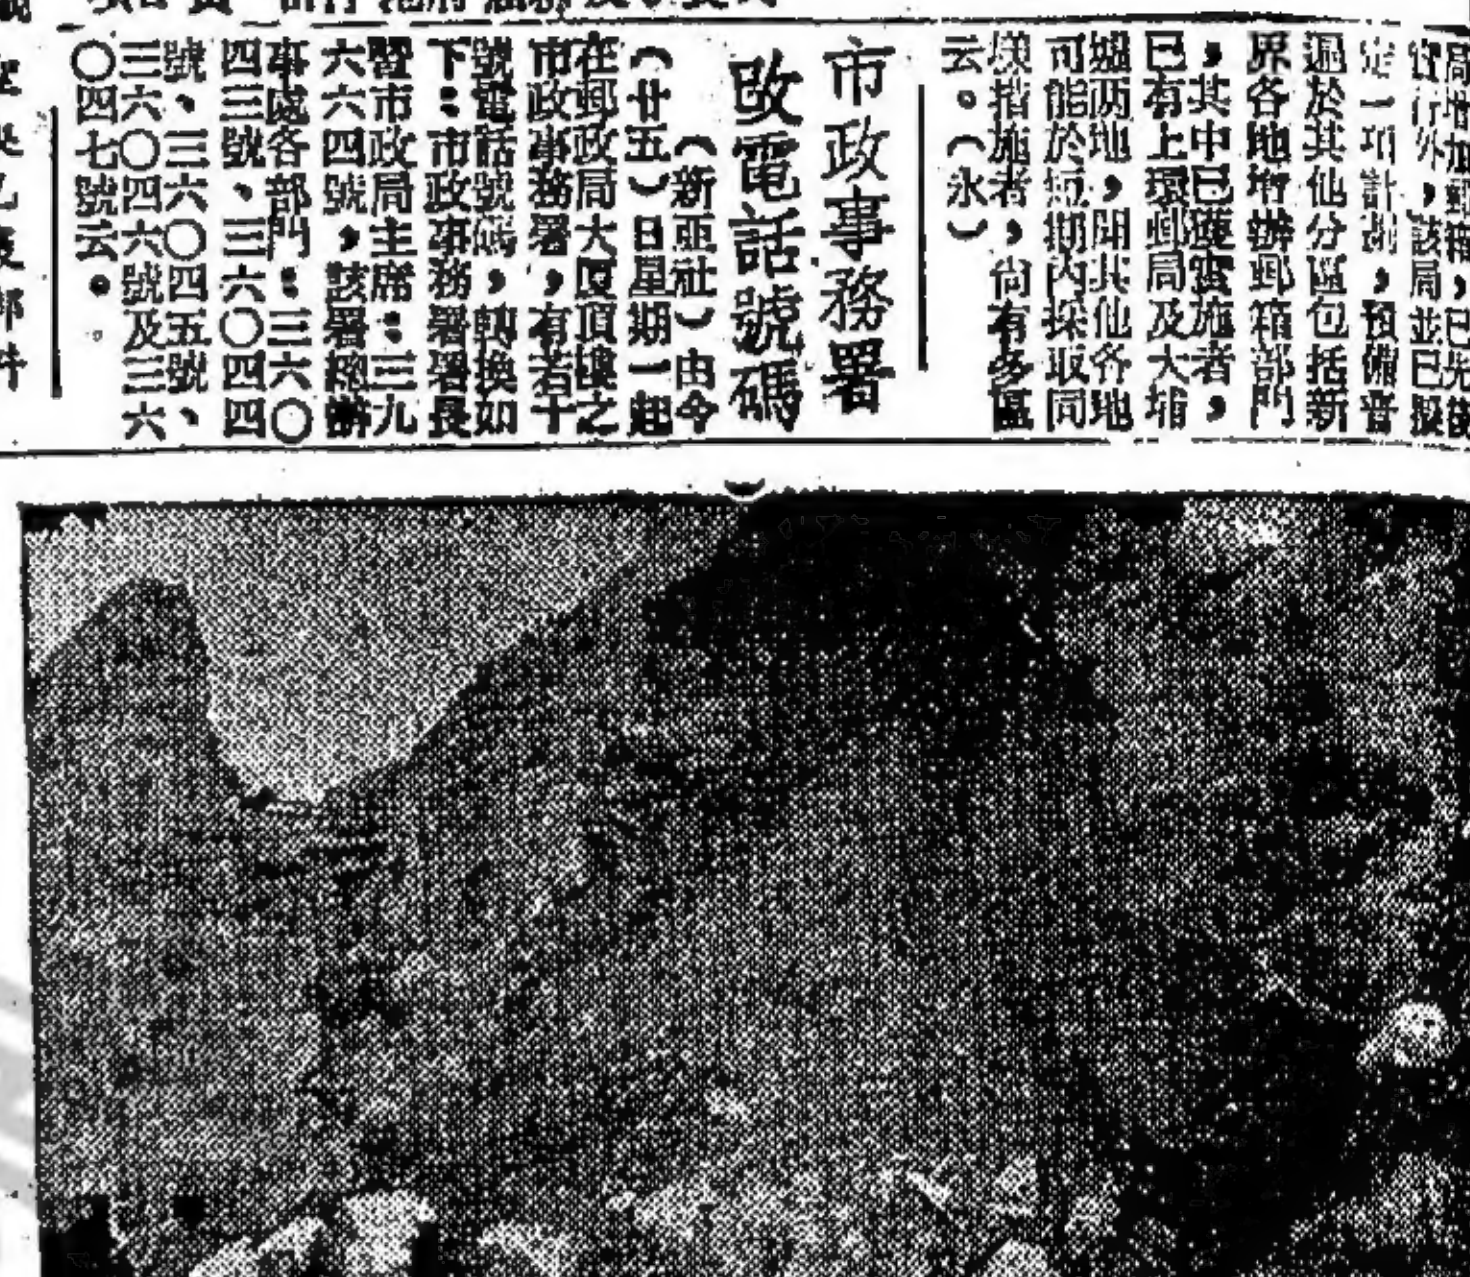 局增加郵箱，已先後
實行外，該局並已擬
定一項計劃，預備普
遍於其他分區包括新
界各地增辦郵箱部門
，其中已獲實施者，
已有上環郵局及大埔
墟两地，聞其他各地
可能於短期內採取同
樣措施者，尚有多區
云。（永）
市政事務署
改電話號碼
（新亞社）由今
（廿五）日星期一起
在郵政局大厦頂樓之
市政事務署，有若干
號電話號碼，轉換如
下：市政事務署署長
暨市政局主席：三九
六六四號，該署總辦
事處各部門：三六〇
四三號、三六〇四四
號、三六〇四五號、
三六〇四六號及三六
〇四七號云。